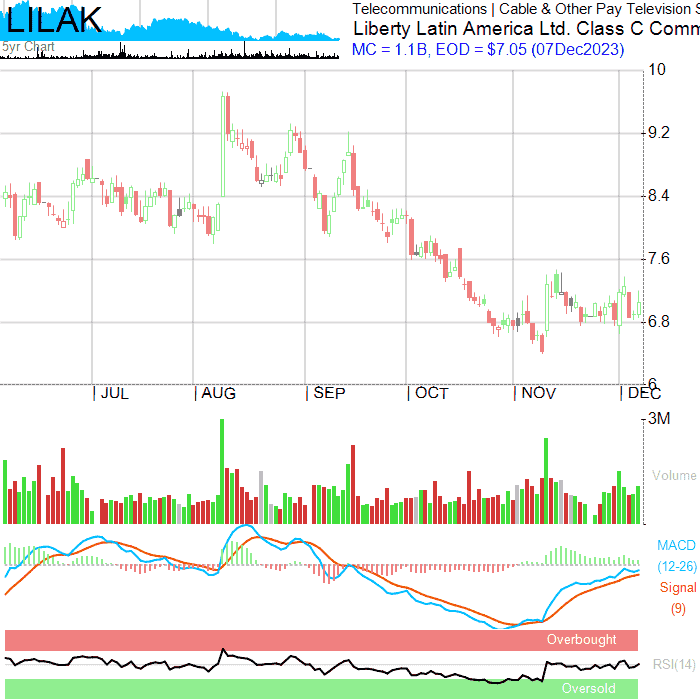 LILAK
5yr Chart
Telecommunications | Cable & Other Pay Television S
Liberty Latin America Ltd. Class C Comm
MC = 1.1B, EOD = $7.05 (07Dec2023)
10
9.2
8.4
7.6
6.8
6
JUL AUG SEP OCT NOV DEC
3M
Volume
MACD
(12-26)
Signal
(9)
Overbought
RSI(14)
Oversold